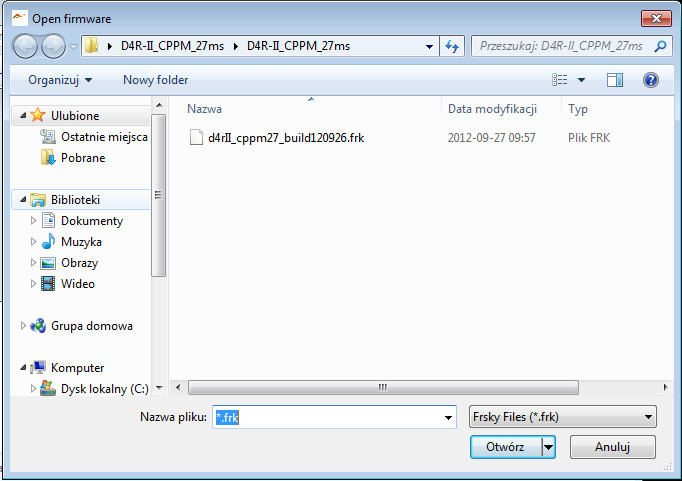 Open firmware
D4R-II_CPPM_27ms D4R-II_CPPM_27ms Przeszukaj: D4R-II_CPPM_27ms
Organizuj Nowy folder
Nazwa Data modyfikacji Typ
d4rII_cppm27_build120926.frk 2012-09-27 09:57 Plik FRK
Ulubione
Ostatnie miejsca
Pobrane
Biblioteki
Dokumenty
Muzyka
Obrazy
Wideo
Grupa domowa
Komputer
Dysk lokalny (C:)
Nazwa pliku: *.frk Frsky Files (*.frk)
Otwórz Anuluj